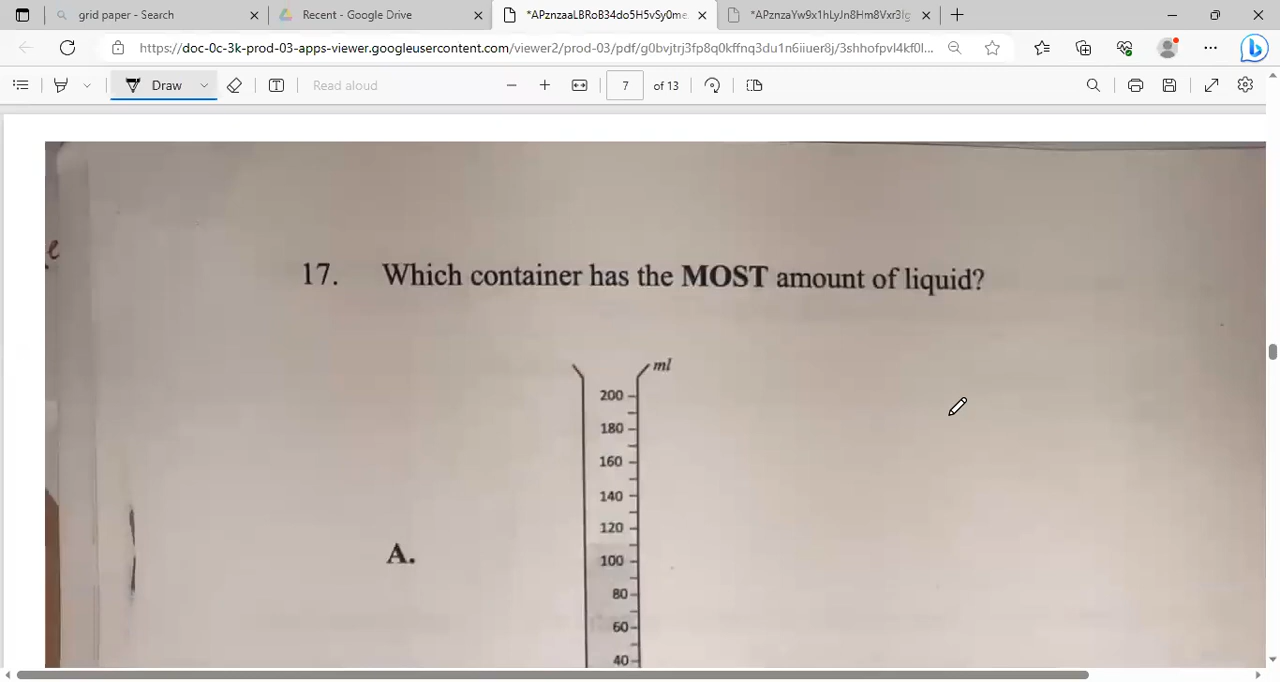 grid paper - Search
Recent - Google Drive
*APznzaaLBRoB34do5H5vSy0me
*APznzaYw9x1hLyJn8Hm8Vxr3lg
https://doc-0c-3k-prod-03-apps-viewer.googleusercontent.com/viewer2/prod-03/pdf/g0bvjtrj3fp8q0kffnq3du1n6iiuer8j/3shhofpvl4kf0l...
Draw
Read aloud
7 of 13
e
17. Which container has the MOST amount of liquid?
ml
200
180
160
140
120
A.
100
80
60
40